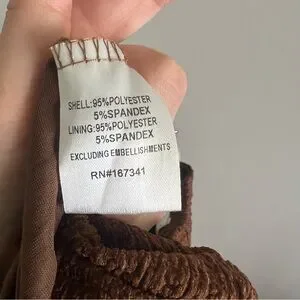 SHELL:95%POLYESTER
5%SPANDEX
LINING:95%POLYESTER
5%SPANDEX
EXCLUDING EMBELLISHMENTS
RN#167341